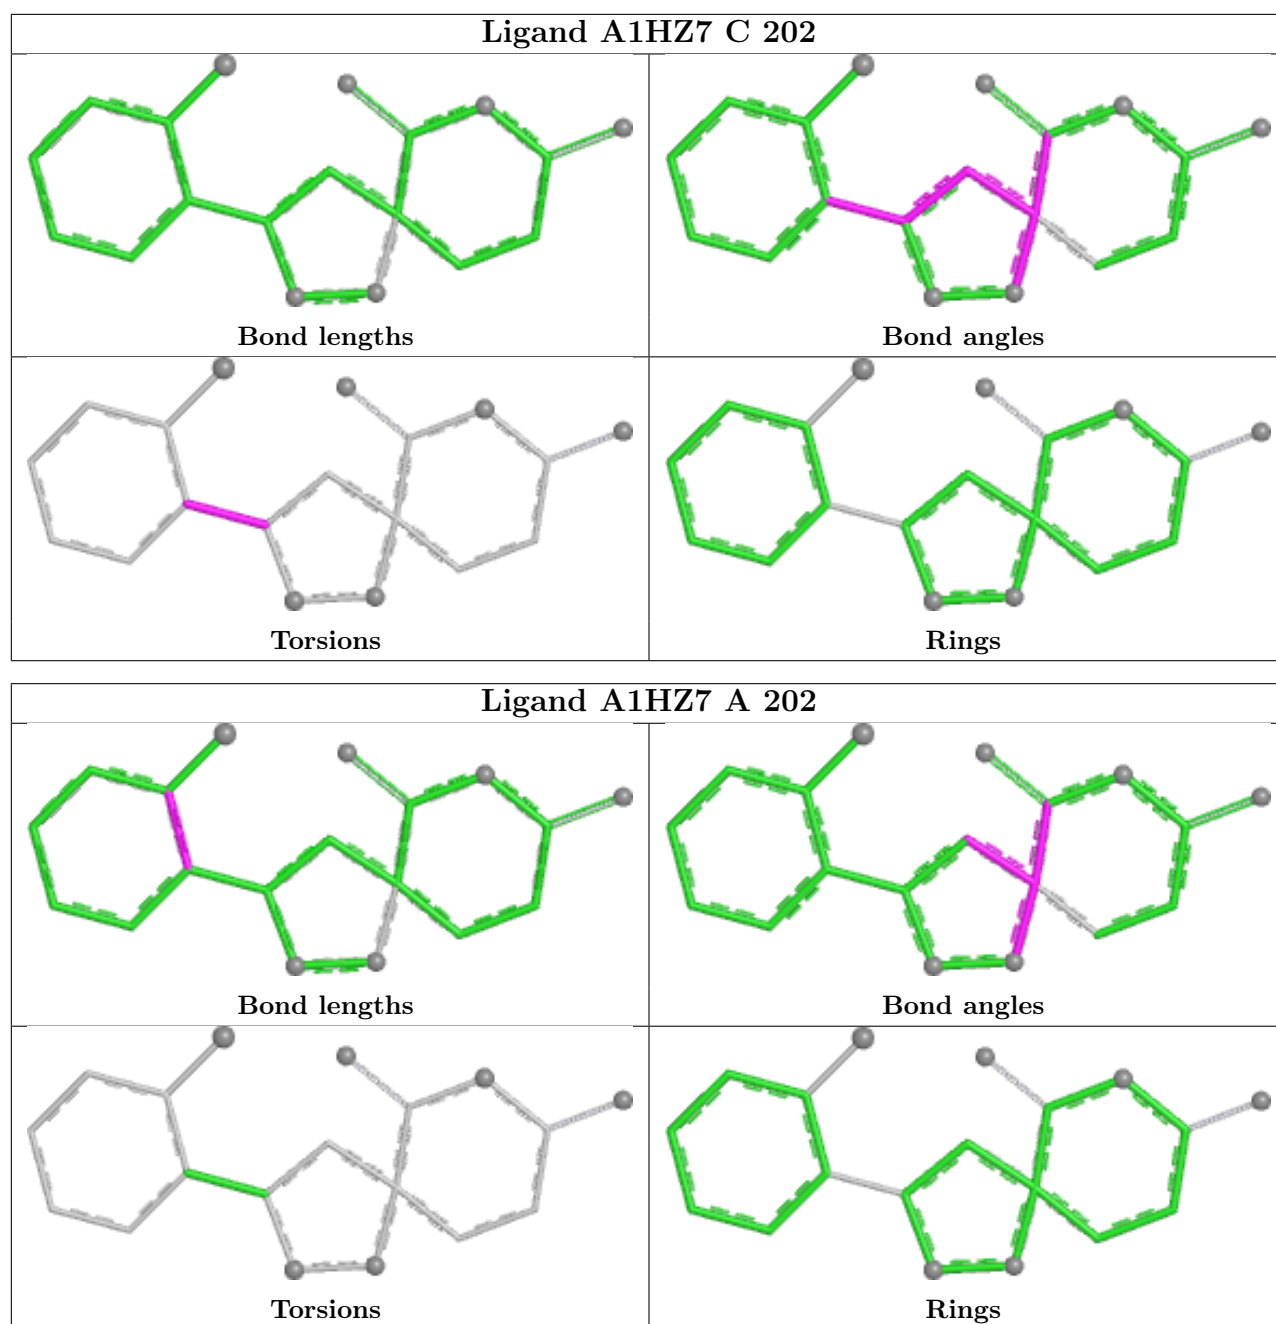 Ligand A1HZ7 C 202
Bond lengths
Bond angles
Torsions
Rings
Ligand A1HZ7 A 202
Bond lengths
Bond angles
Torsions
Rings